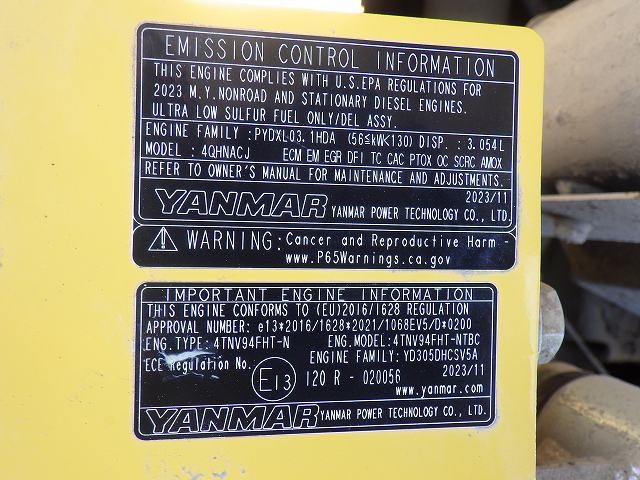 EMISSION CONTROL INFORMATION
THIS ENGINE COMPLIES WITH U.S.EPA REGULATIONS FOR
2023 M.Y.NONROAD AND STATIONARY DIESEL ENGINES.
ULTRA LOW SULFUR FUEL ONLY/DEL ASSY.
ENGINE FAMILY : PYDXL03.1HDA (56≦kW<130) DISP. : 3.054L
MODEL : 4QHNACJ ECM EM EGR DFI TC CAC PTOX OC SCRC AMOX
REFER TO OWNER'S MANUAL FOR MAINTENANCE AND ADJUSTMENTS.
2023/11
YANMAR YANMAR POWER TECHNOLOGY CO., LTD.
WARNING: Cancer and Reproductive Harm -
www.P65Warnings.ca.gov
IMPORTANT ENGINE INFORMATION
THIS ENGINE CONFORMS TO (EU)2016/1628 REGULATION
APPROVAL NUMBER: e13*2016/1628*2021/1068EV5/D*0200
ENG.TYPE: 4TNV94FHT-N ENG.MODEL:4TNV94FHT-NTBC
ENGINE FAMILY: YD305DHCSV5A
ECE Regulation No. 2023/11
E13 120 R - 020056
www.yanmar.com
YANMAR YANMAR POWER TECHNOLOGY CO., LTD.